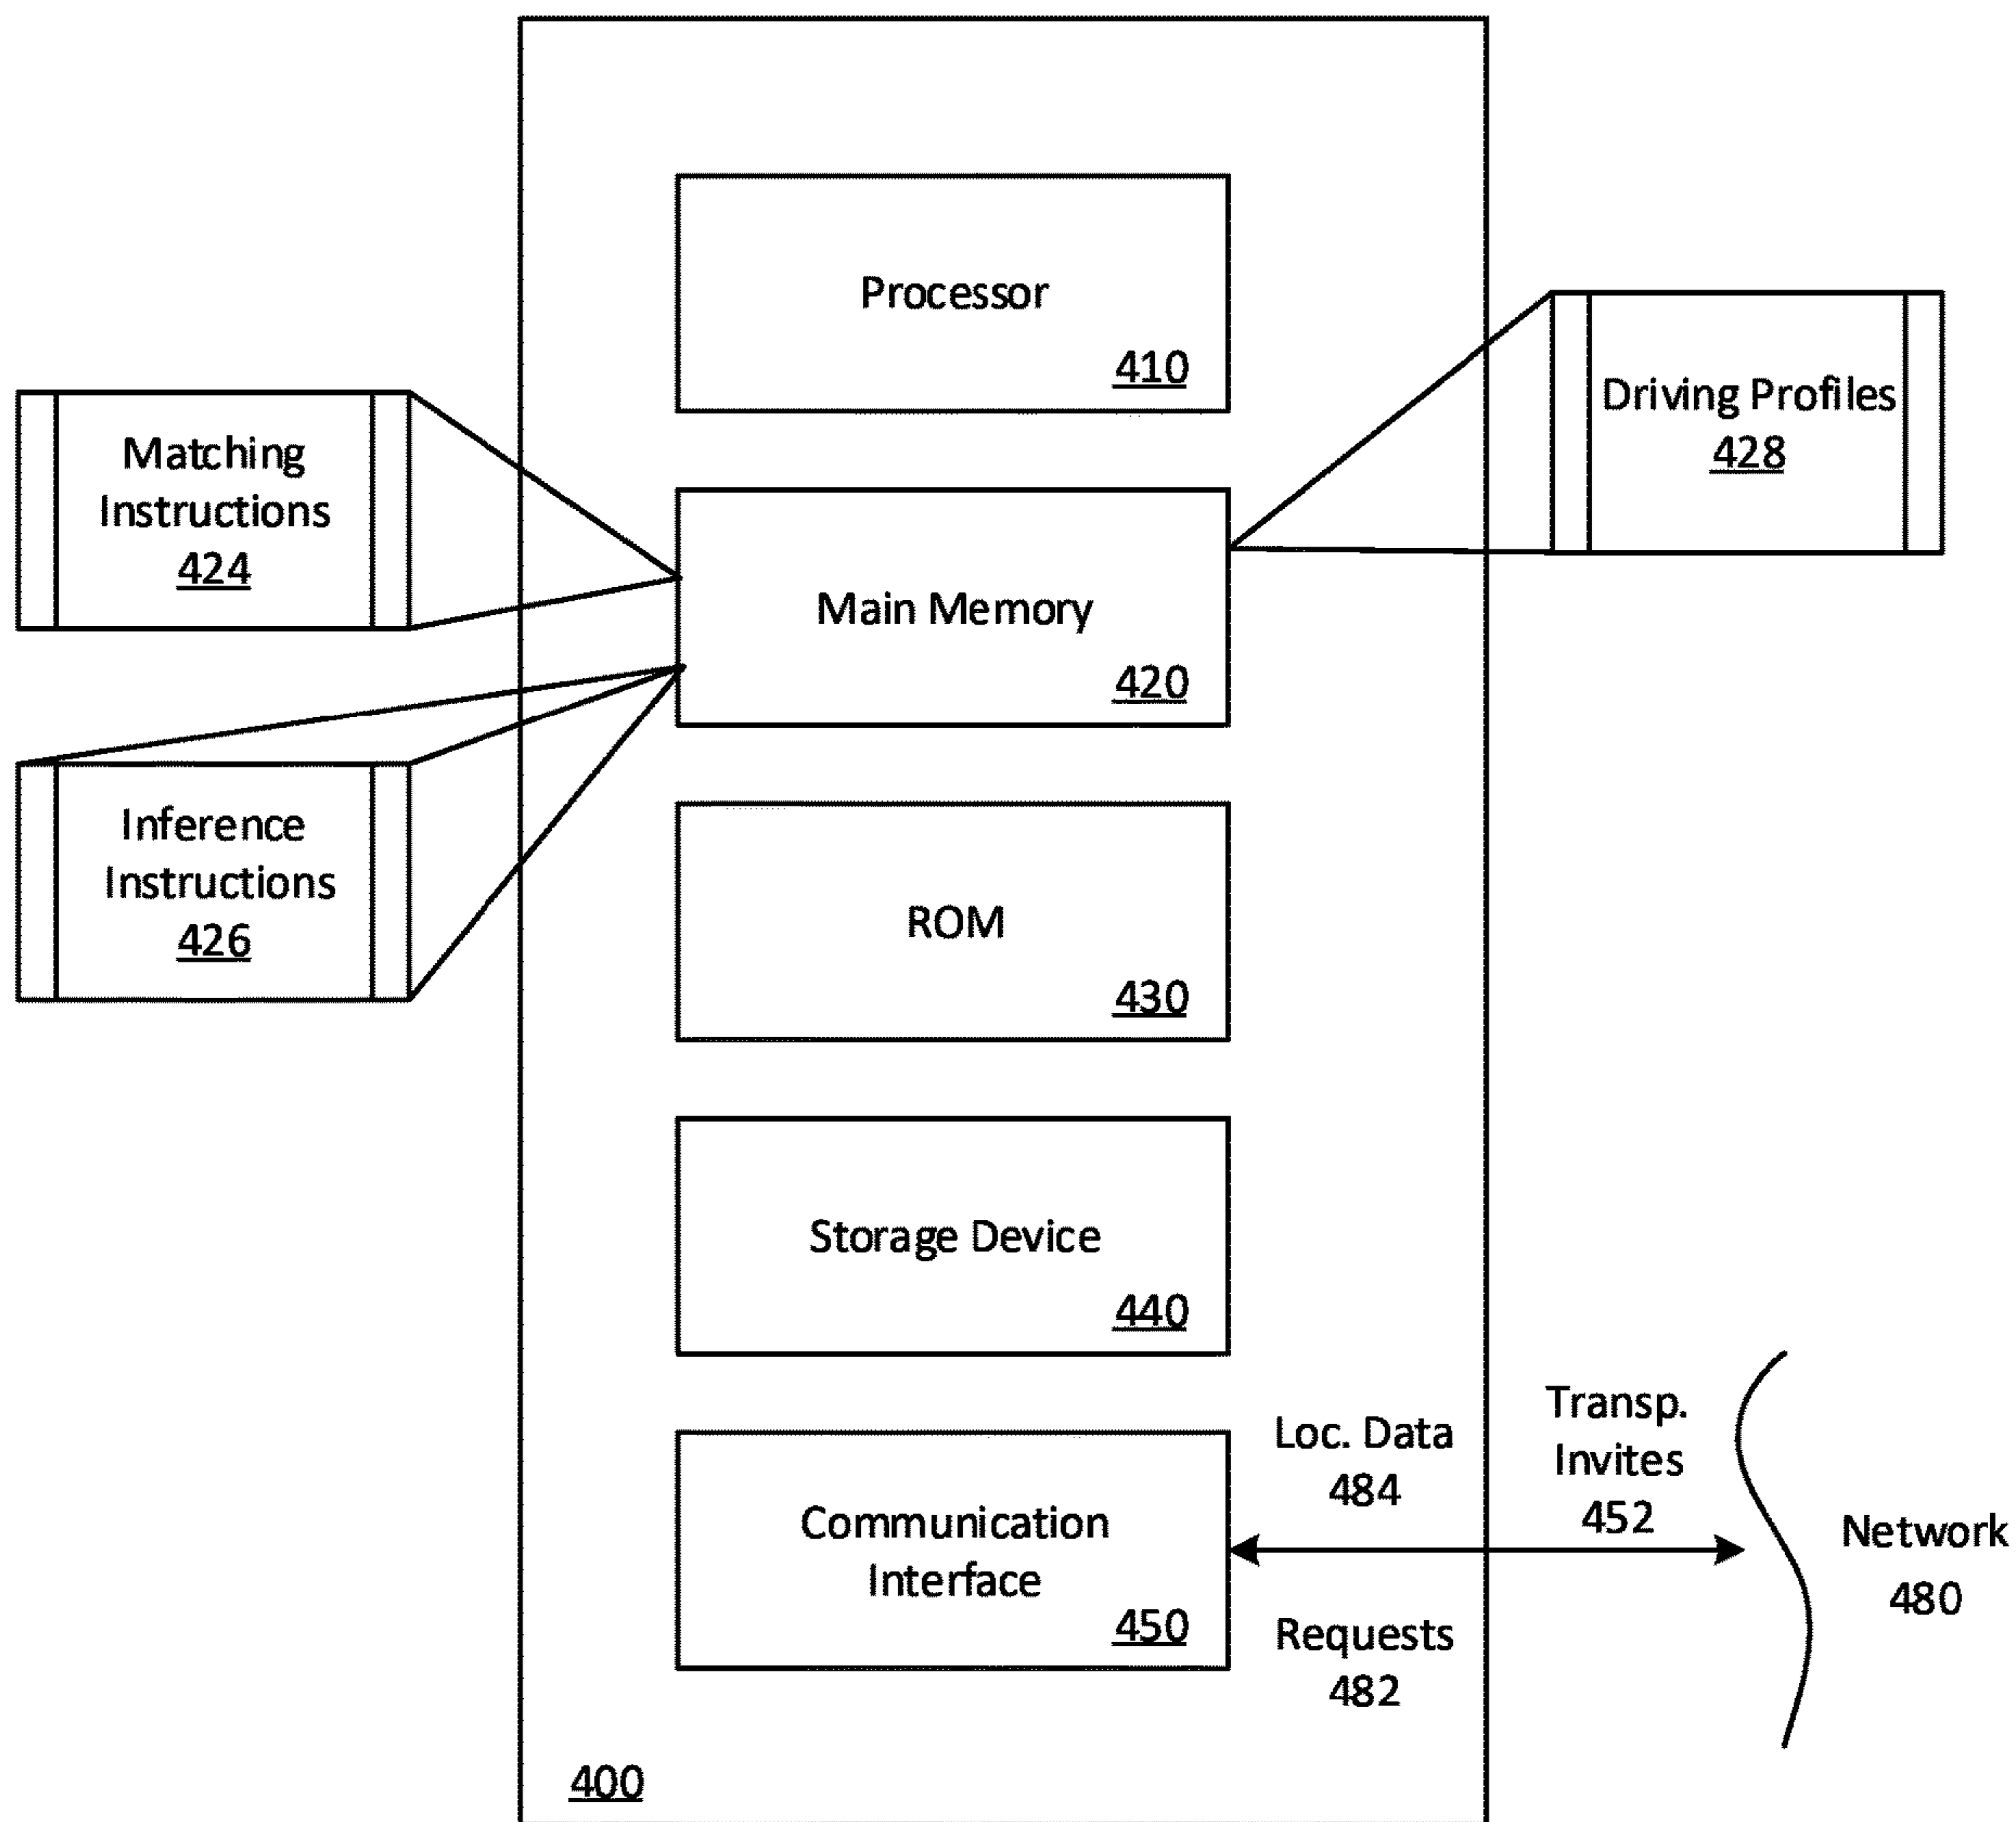 Processor
410
Matching
Instructions
424
Driving Profiles
428
Main Memory
420
Inference
Instructions
426
ROM
430
Storage Device
440
Communication
Interface
450
Loc. Data
484
Requests
482
Transp.
Invites
452
Network
480
400